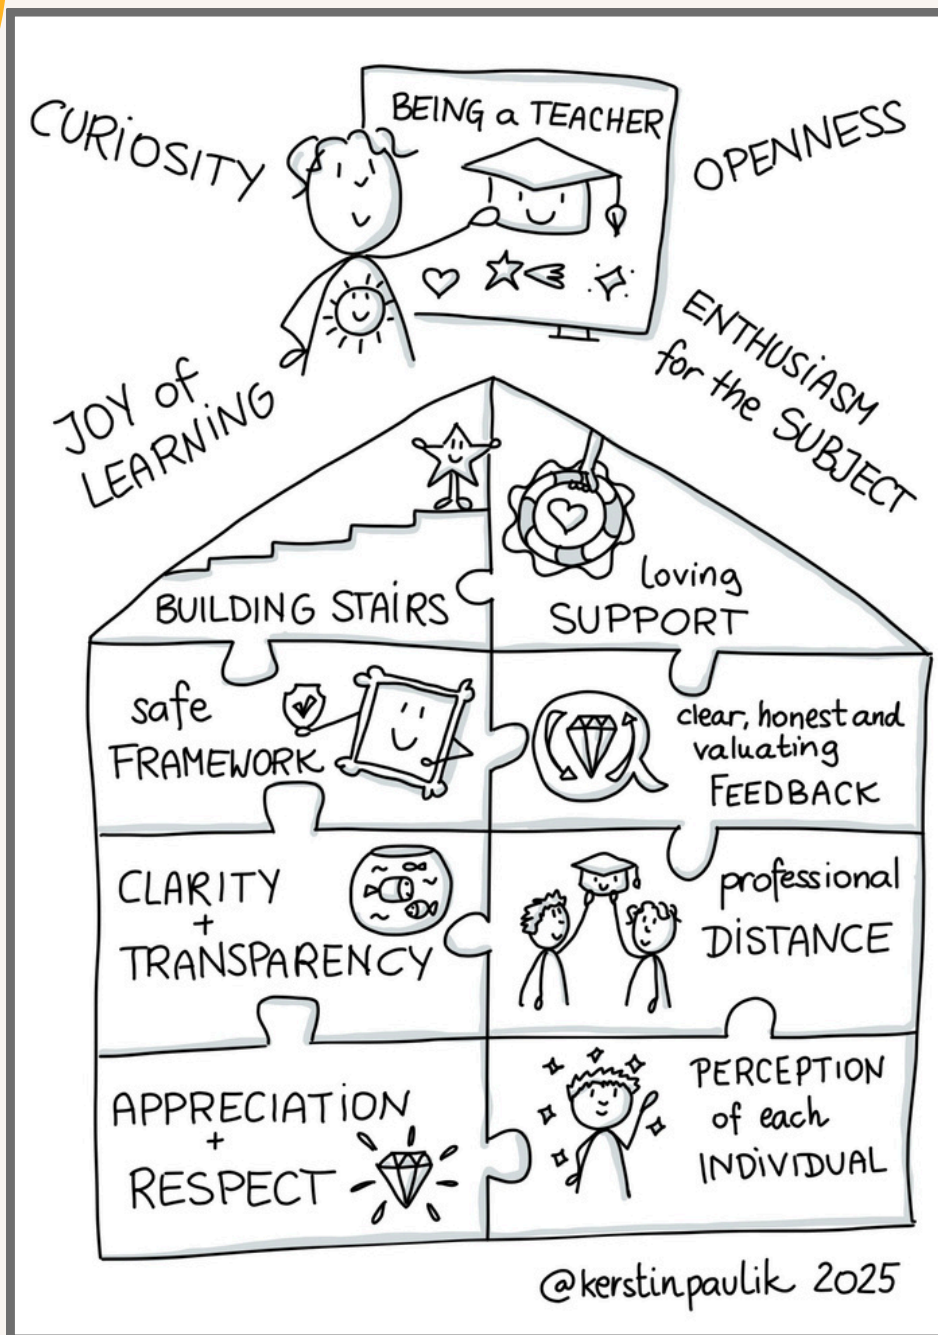 BEING a TEACHER
CURIOSITY
OPENNESS
JOY of
LEARNING
ENTHUSIASM
for the SUBJECT
BUILDING STAIRS
loving
SUPPORT
safe
FRAMEWORK
clear, honest and
valuating
FEEDBACK
CLARITY
+
TRANSPARENCY
professional
DISTANCE
APPRECIATION
+
RESPECT
PERCEPTION
of each
INDIVIDUAL
@kerstinpaulik 2025